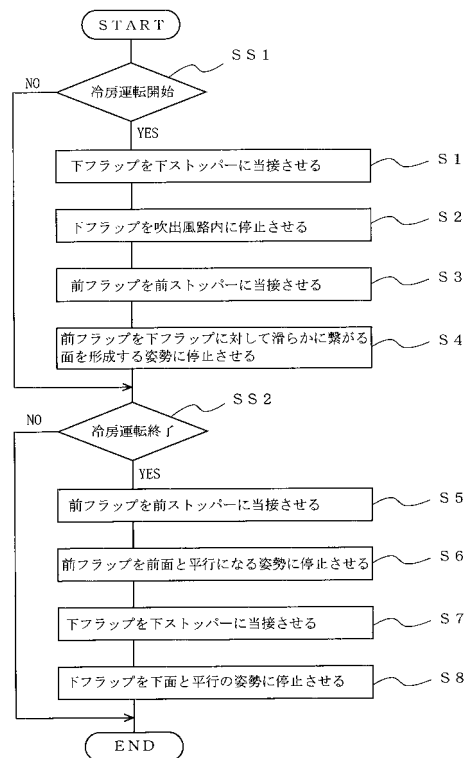 START
SS1
冷房運転開始
NO
YES
下フラップを下ストッパーに当接させる
S1
下フラップを吹出風路内に停止させる
S2
前フラップを前ストッパーに当接させる
S3
前フラップを下フラップに対して滑らかに繋がる
面を形成する姿勢に停止させる
S4
SS2
冷房運転終了
NO
YES
前フラップを前ストッパーに当接させる
S5
前フラップを前面と平行になる姿勢に停止させる
S6
下フラップを下ストッパーに当接させる
S7
下フラップを下面と平行の姿勢に停止させる
S8
END